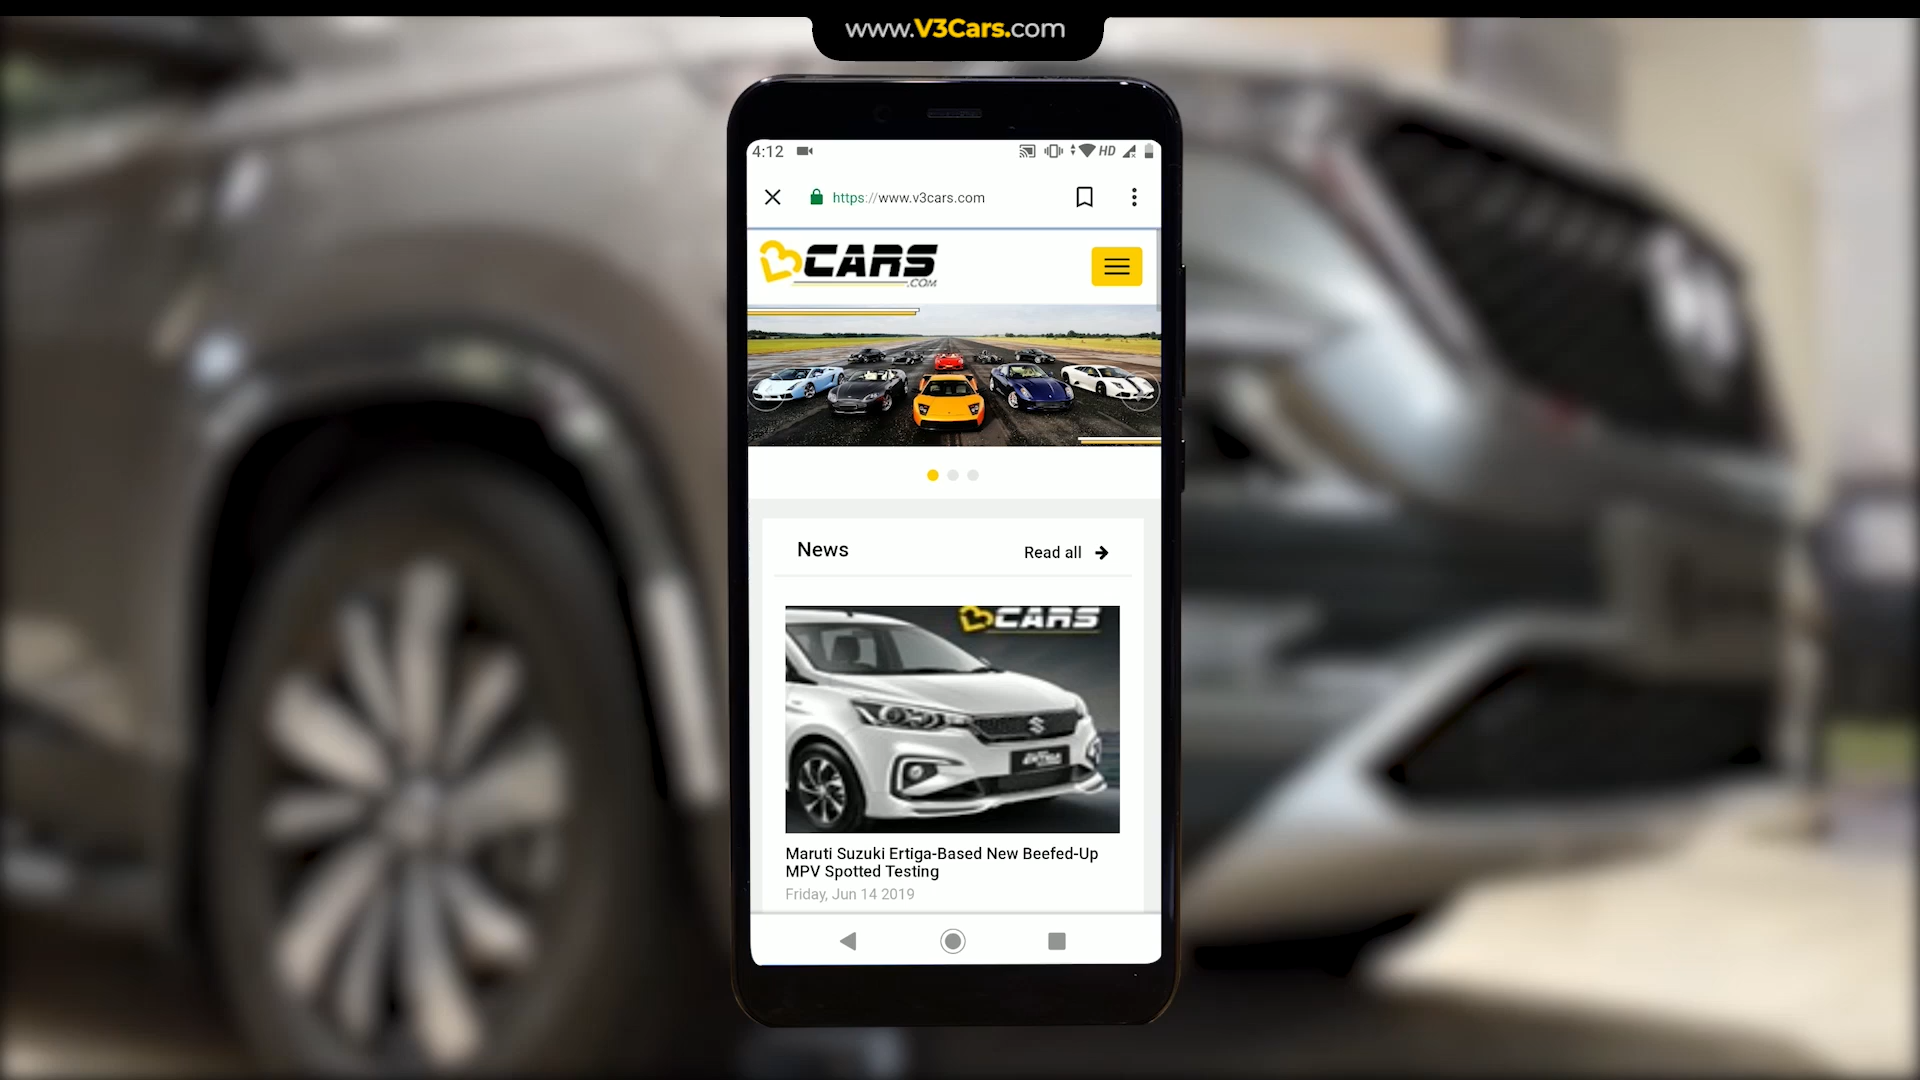 www.V3Cars.com
4:12
HD
https://www.v3cars.com
CARS
.COM
News
Read all
CARS
ERTIGA
Maruti Suzuki Ertiga-Based New Beefed-Up
MPV Spotted Testing
Friday, Jun 14 2019